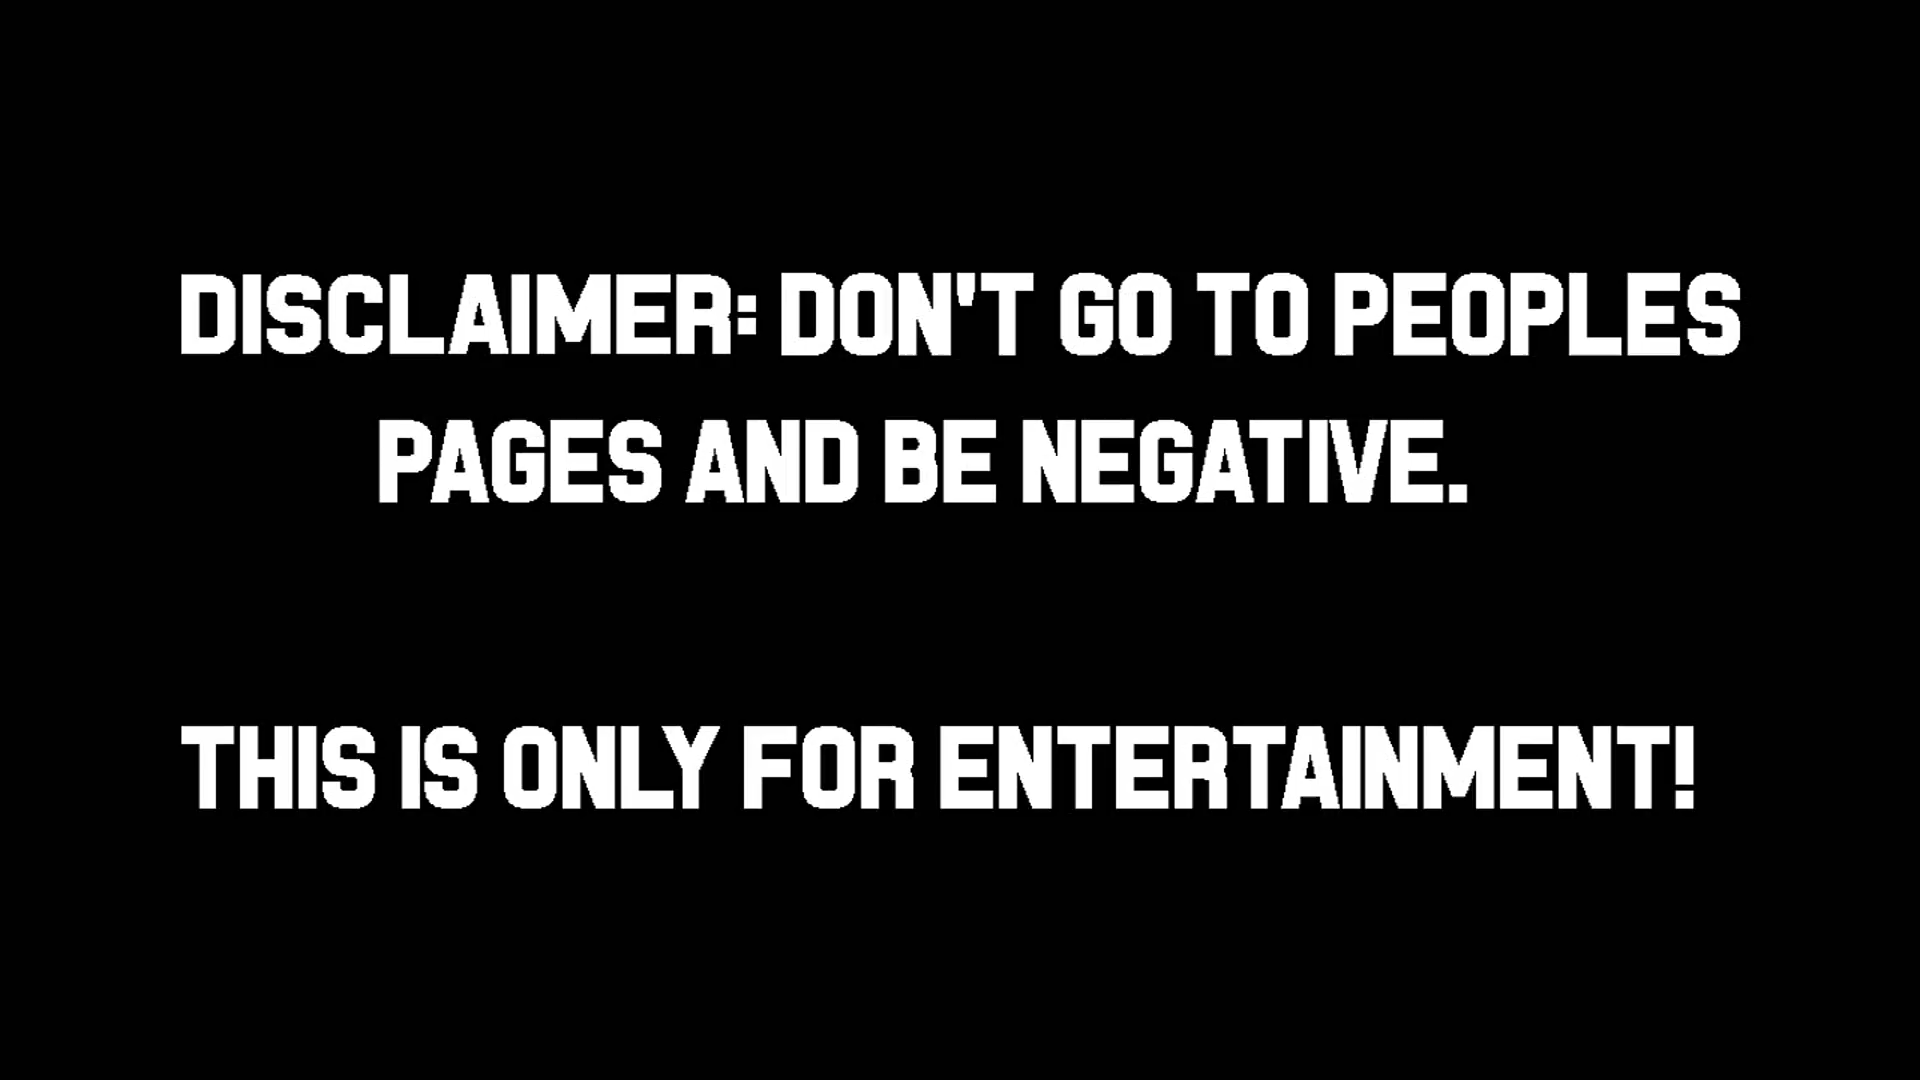 DISCLAIMER: DON'T GO TO PEOPLES
PAGES AND BE NEGATIVE.
THIS IS ONLY FOR ENTERTAINMENT!